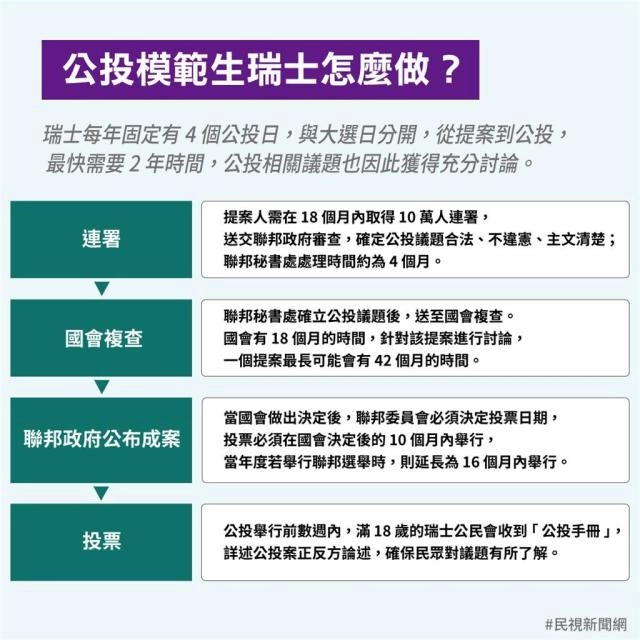 公投模範生瑞士怎麼做？
瑞士每年固定有 4 個公投日，與大選日分開，從提案到公投，
最快需要 2 年時間，公投相關議題也因此獲得充分討論。
連署
提案人需在 18 個月內取得 10 萬人連署，
送交聯邦政府審查，確定公投議題合法、不違憲、主文清楚；
聯邦秘書處處理時間約為 4 個月。
國會複查
聯邦秘書處確立公投議題後，送至國會複查。
國會有 18 個月的時間，針對該提案進行討論，
一個提案最長可能會有 42 個月的時間。
聯邦政府公布成案
當國會做出決定後，聯邦委員會必須決定投票日期，
投票必須在國會決定後的 10 個月內舉行，
當年度若舉行聯邦選舉時，則延長為 16 個月內舉行。
投票
公投舉行前數週內，滿 18 歲的瑞士公民會收到「公投手冊」，
詳述公投案正反方論述，確保民眾對議題有所了解。
#民視新聞網